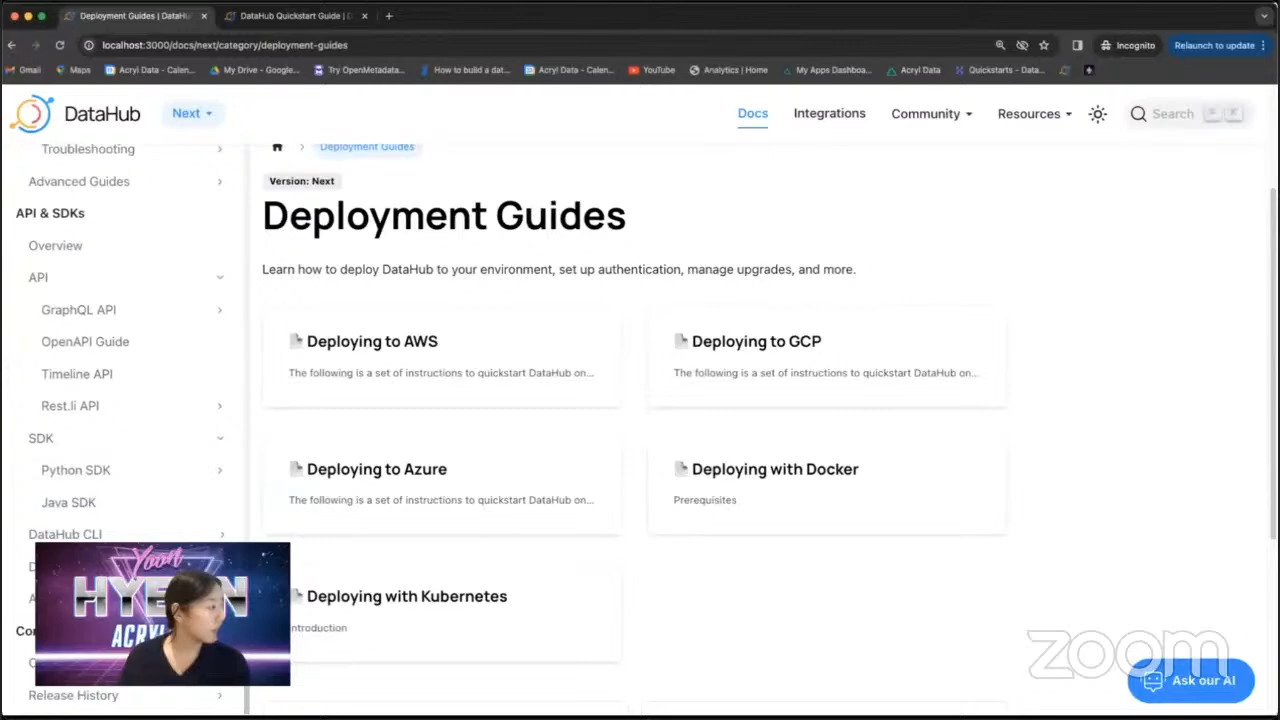 Deployment Guides | DataHu
DataHub Quickstart Guide |
localhost:3000/docs/next/category/deployment-guides
Incognito
Relaunch to update
Gmail
Maps
Acryl Data - Calen...
My Drive - Google...
Try OpenMetadata...
How to build a dat...
Acryl Data - Calen...
YouTube
Analytics | Home
My Apps Dashboa...
Acryl Data
Quickstarts - Data...
DataHub
Next
Docs
Integrations
Community
Resources
Search
Troubleshooting
Advanced Guides
API & SDKs
Overview
API
GraphQL API
OpenAPI Guide
Timeline API
Rest.li API
SDK
Python SDK
Java SDK
DataHub CLI
Release History
Deployment Guides
Version: Next
Deployment Guides
Learn how to deploy DataHub to your environment, set up authentication, manage upgrades, and more.
Deploying to AWS
The following is a set of instructions to quickstart DataHub on...
Deploying to GCP
The following is a set of instructions to quickstart DataHub on...
Deploying to Azure
The following is a set of instructions to quickstart DataHub on...
Deploying with Docker
Prerequisites
Deploying with Kubernetes
ntroduction
Yoon
HYE N
ACRYL
zoom
Ask our AI